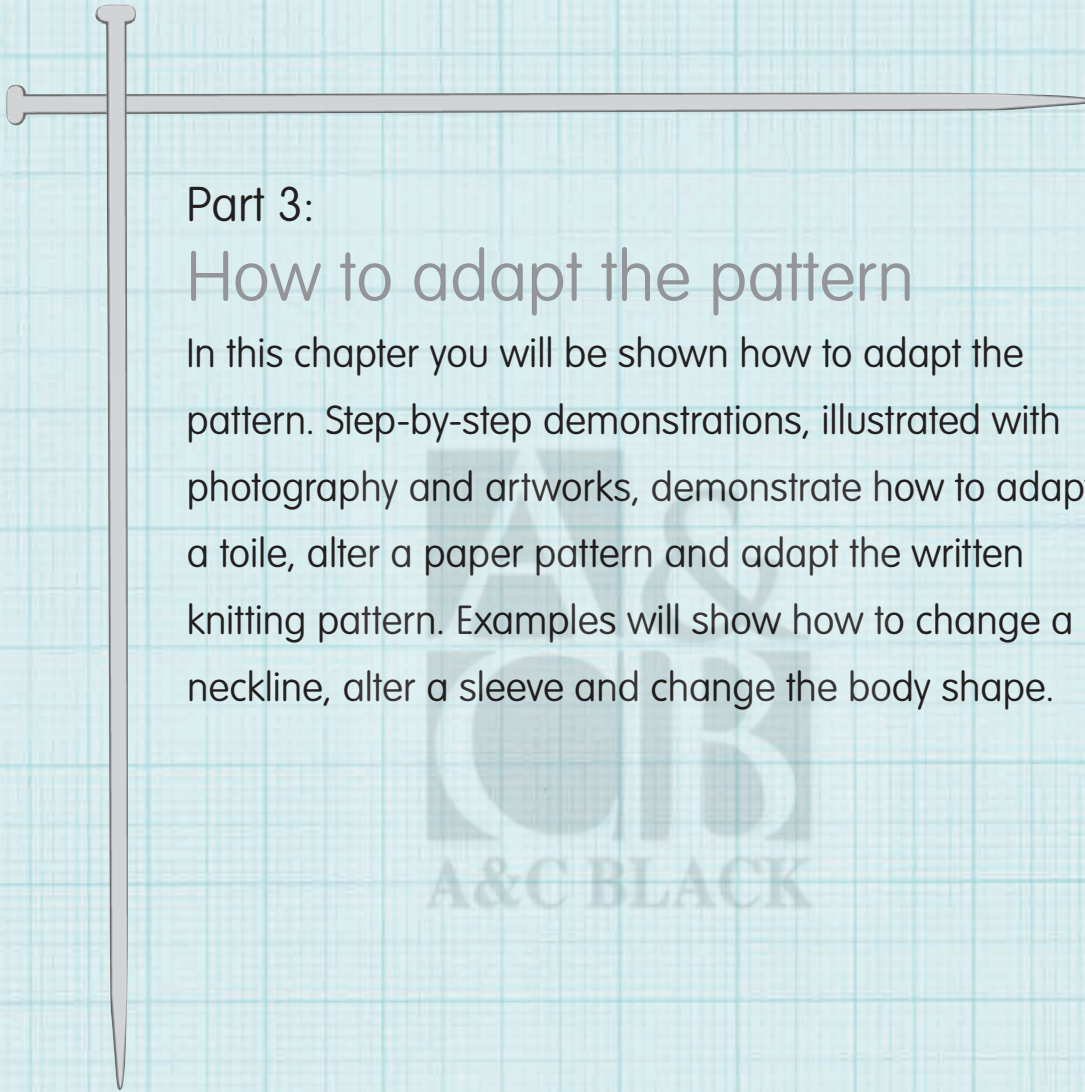 Part 3:
How to adapt the pattern
In this chapter you will be shown how to adapt the
pattern. Step-by-step demonstrations, illustrated with
photography and artworks, demonstrate how to adapt
a toile, alter a paper pattern and adapt the written
knitting pattern. Examples will show how to change a
neckline, alter a sleeve and change the body shape.
A&
CB
A&C BLACK